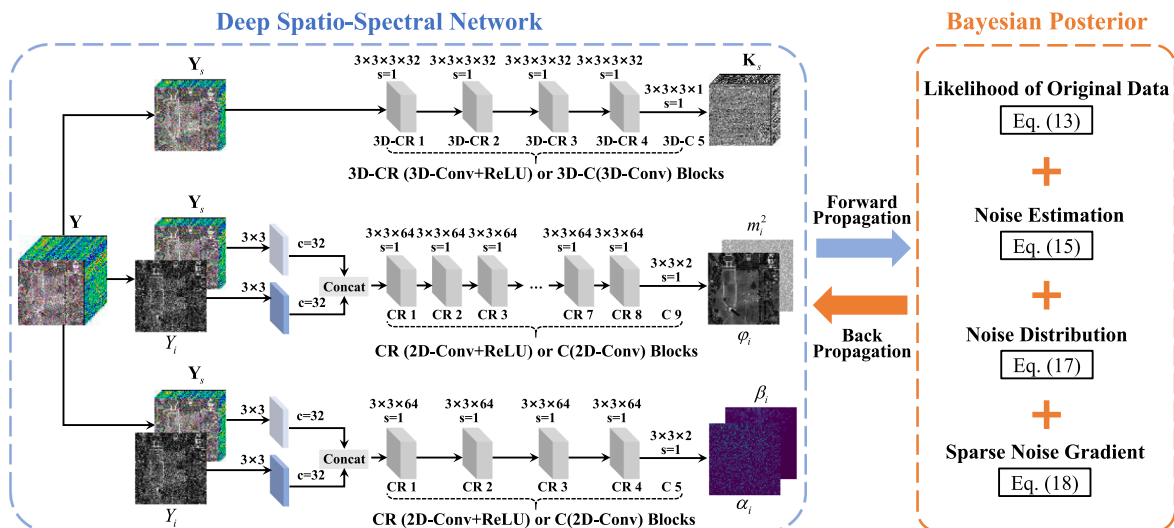 Deep Spatio-Spectral Network
Bayesian Posterior
Y_s
3×3×3×32 3×3×3×32 3×3×3×32 3×3×3×32
s=1 s=1 s=1 s=1
K_s
3×3×3×1
s=1
3D-CR 1 3D-CR 2 3D-CR 3 3D-CR 4 3D-C 5
3D-CR (3D-Conv+ReLU) or 3D-C(3D-Conv) Blocks
Y
Y_s
3×3
c=32
3×3
c=32
Concat
Y_i
3×3×64 3×3×64 3×3×64 3×3×64 3×3×64
s=1 s=1 s=1 s=1 s=1
3×3×2
s=1
...
CR 1 CR 2 CR 3 CR 7 CR 8 C 9
CR (2D-Conv+ReLU) or C(2D-Conv) Blocks
m_i^2
φ_i
Y_s
3×3
c=32
3×3
c=32
Concat
Y_i
3×3×64 3×3×64 3×3×64 3×3×64
s=1 s=1 s=1 s=1
3×3×2
s=1
CR 1 CR 2 CR 3 CR 4 C 5
CR (2D-Conv+ReLU) or C(2D-Conv) Blocks
β_i
α_i
Forward
Propagation
Back
Propagation
Likelihood of Original Data
Eq. (13)
+
Noise Estimation
Eq. (15)
+
Noise Distribution
Eq. (17)
+
Sparse Noise Gradient
Eq. (18)